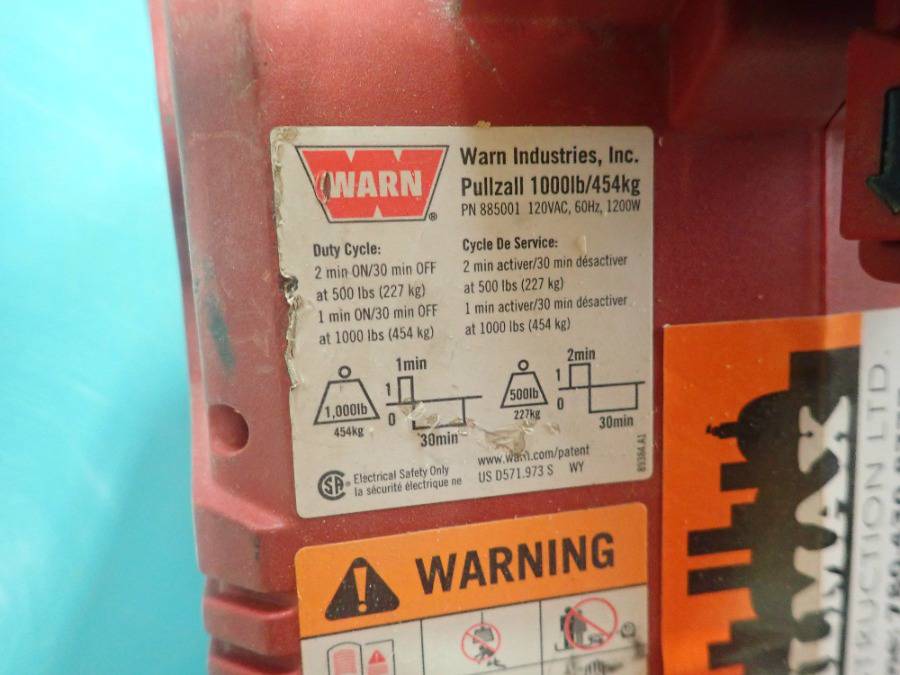 WARN®
Warn Industries, Inc.
Pullzall 1000lb/454kg
PN 885001 120VAC, 60Hz, 1200W
Duty Cycle:
2 min ON/30 min OFF
at 500 lbs (227 kg)
1 min ON/30 min OFF
at 1000 lbs (454 kg)
Cycle De Service:
2 min activer/30 min désactiver
at 500 lbs (227 kg)
1 min activer/30 min désactiver
at 1000 lbs (454 kg)
1,000lb
454kg
1min
1
0
30min
500lb
227kg
2min
1
0
30min
Electrical Safety Only
la sécurité électrique ne
www.warn.com/patent
US D571.973 S WY
89384.A1
WARNING
MAX
RUCTION LTD.